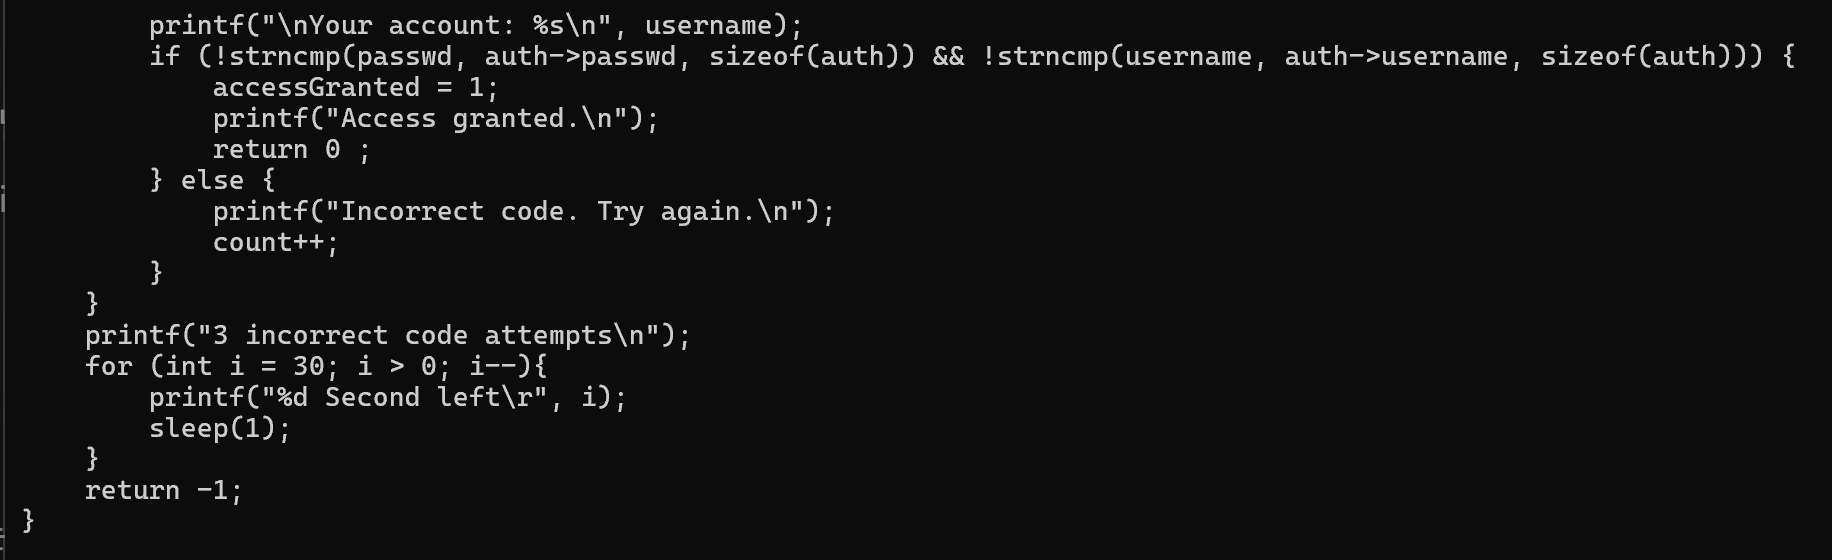 printf("\nYour account: %s\n", username);
        if (!strncmp(passwd, auth->passwd, sizeof(auth)) && !strncmp(username, auth->username, sizeof(auth))) {
            accessGranted = 1;
            printf("Access granted.\n");
            return 0 ;
        } else {
            printf("Incorrect code. Try again.\n");
            count++;
        }
    }
    printf("3 incorrect code attempts\n");
    for (int i = 30; i > 0; i--){
        printf("%d Second left\r", i);
        sleep(1);
    }
    return -1;
}